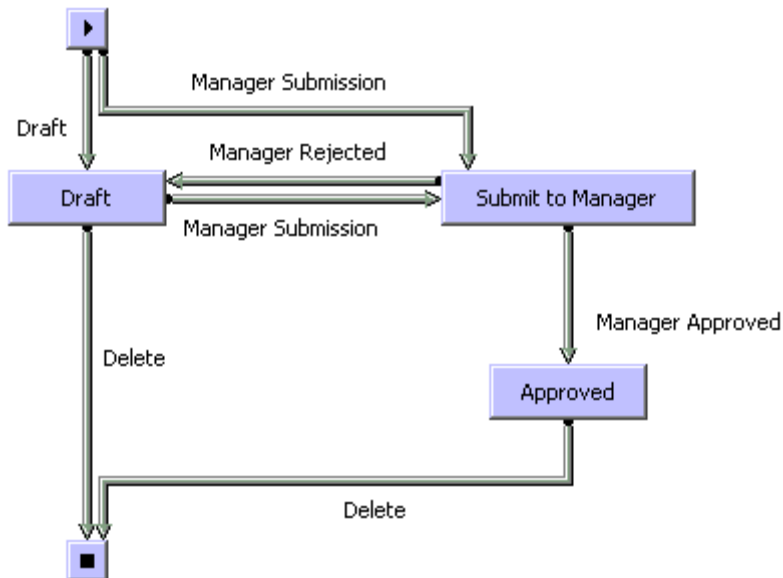 Manager Submission
Draft
Manager Rejected
Draft
Submit to Manager
Manager Submission
Manager Approved
Delete
Approved
Delete